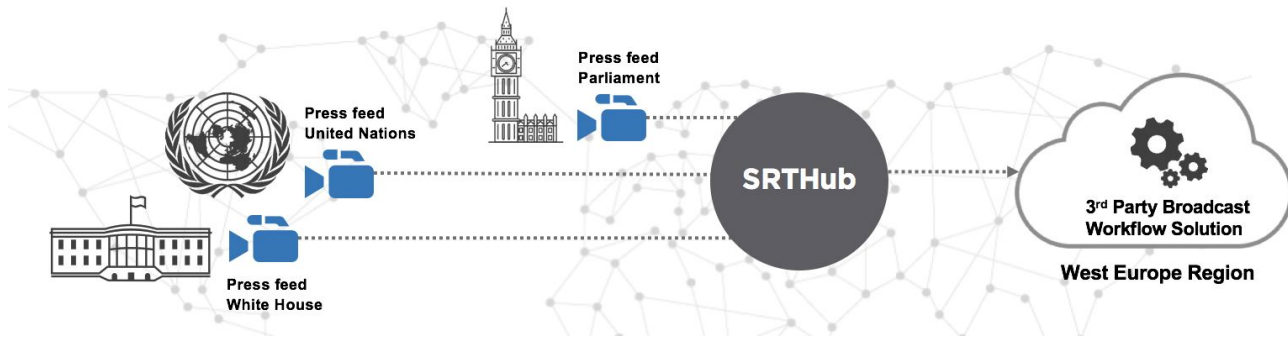 Press feed
Parliament
Press feed
United Nations
Press feed
White House
SRTHub
3rd Party Broadcast
Workflow Solution
West Europe Region